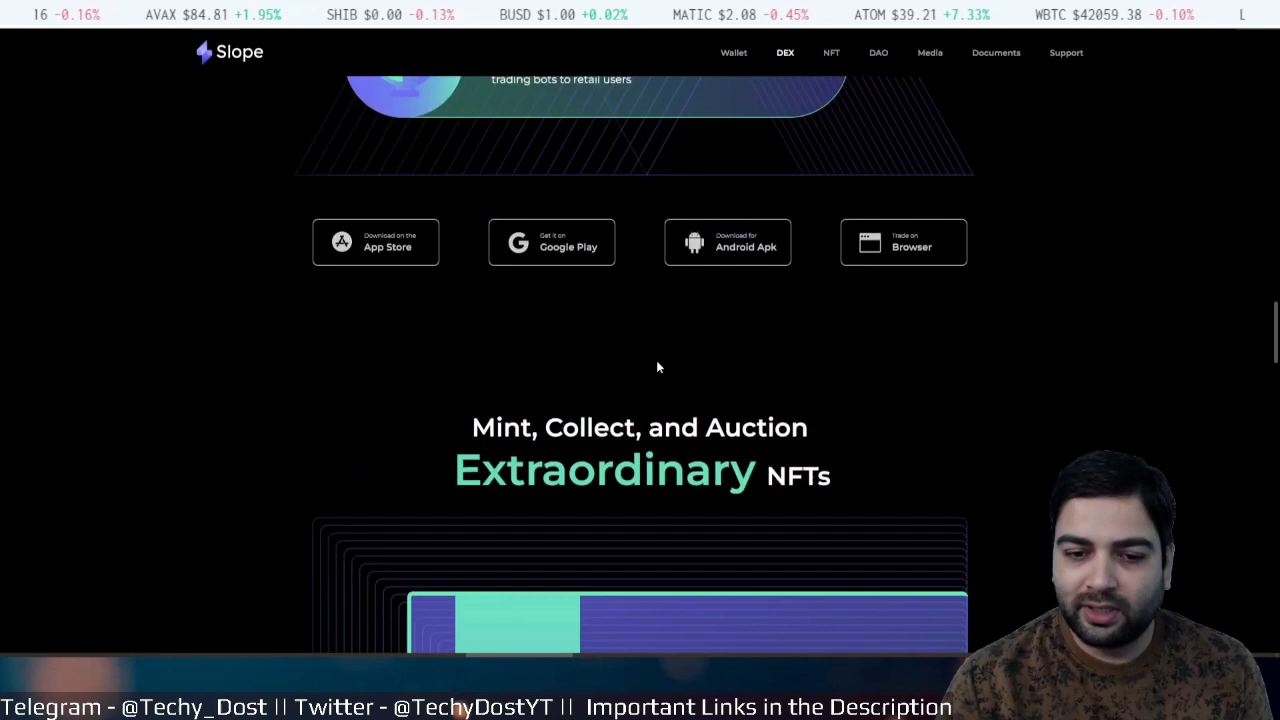 16 -0.16% AVAX $84.81 +1.95% SHIB $0.00 -0.13% BUSD $1.00 +0.02% MATIC $2.08 -0.45% ATOM $39.21 +7.33% WBTC $42059.38 -0.10% L
Slope Wallet DEX NFT DAO Media Documents Support
trading bots to retail users
Download on the
App Store
Get it on
Google Play
Download for
Android Apk
Trade on
Browser
Mint, Collect, and Auction
Extraordinary NFTs
Telegram - @Techy_Dost || Twitter - @TechyDostYT || Important Links in the Description